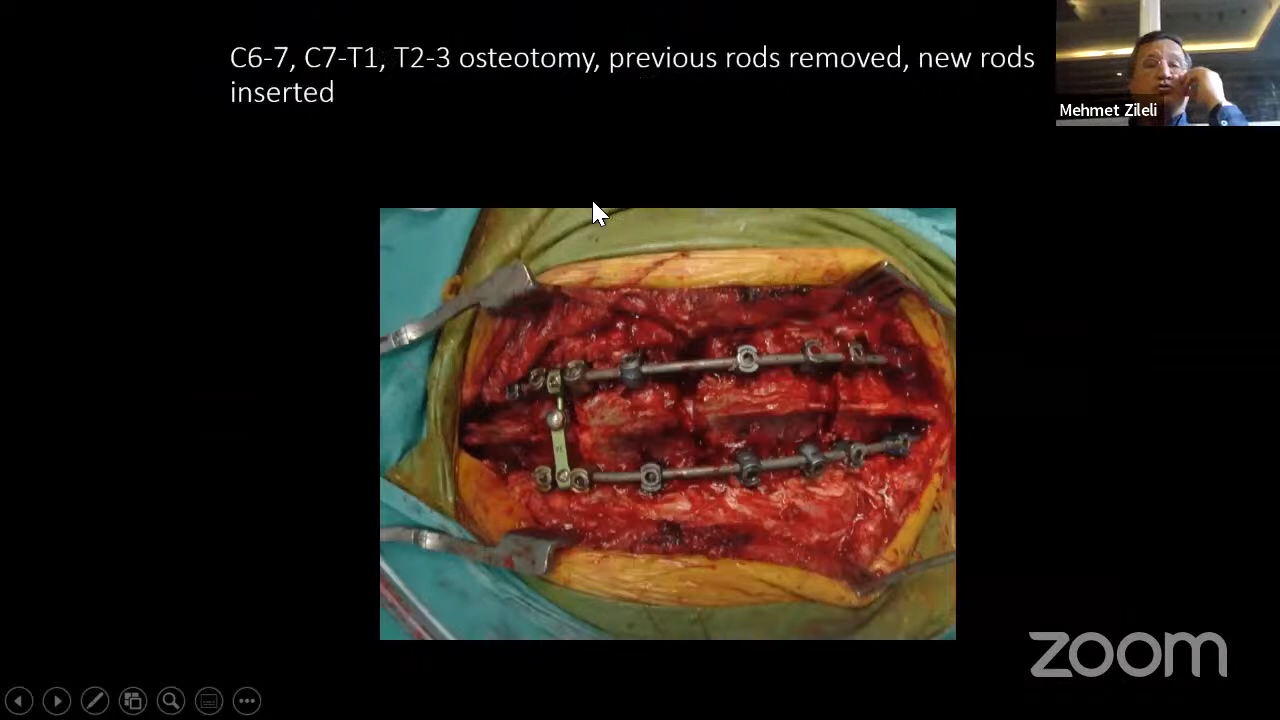 C6-7, C7-T1, T2-3 osteotomy, previous rods removed, new rods
inserted
Mehmet Zileli
zoom